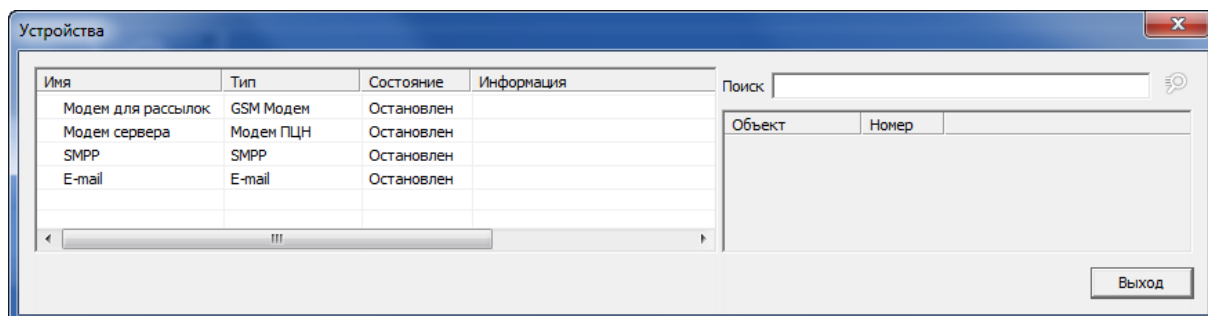 Устройства
Имя Тип Состояние Информация
Модем для рассылок GSM Модем Остановлен
Модем сервера Модем ПЦН Остановлен
SMPP SMPP Остановлен
E-mail E-mail Остановлен
Поиск
Объект Номер
Выход